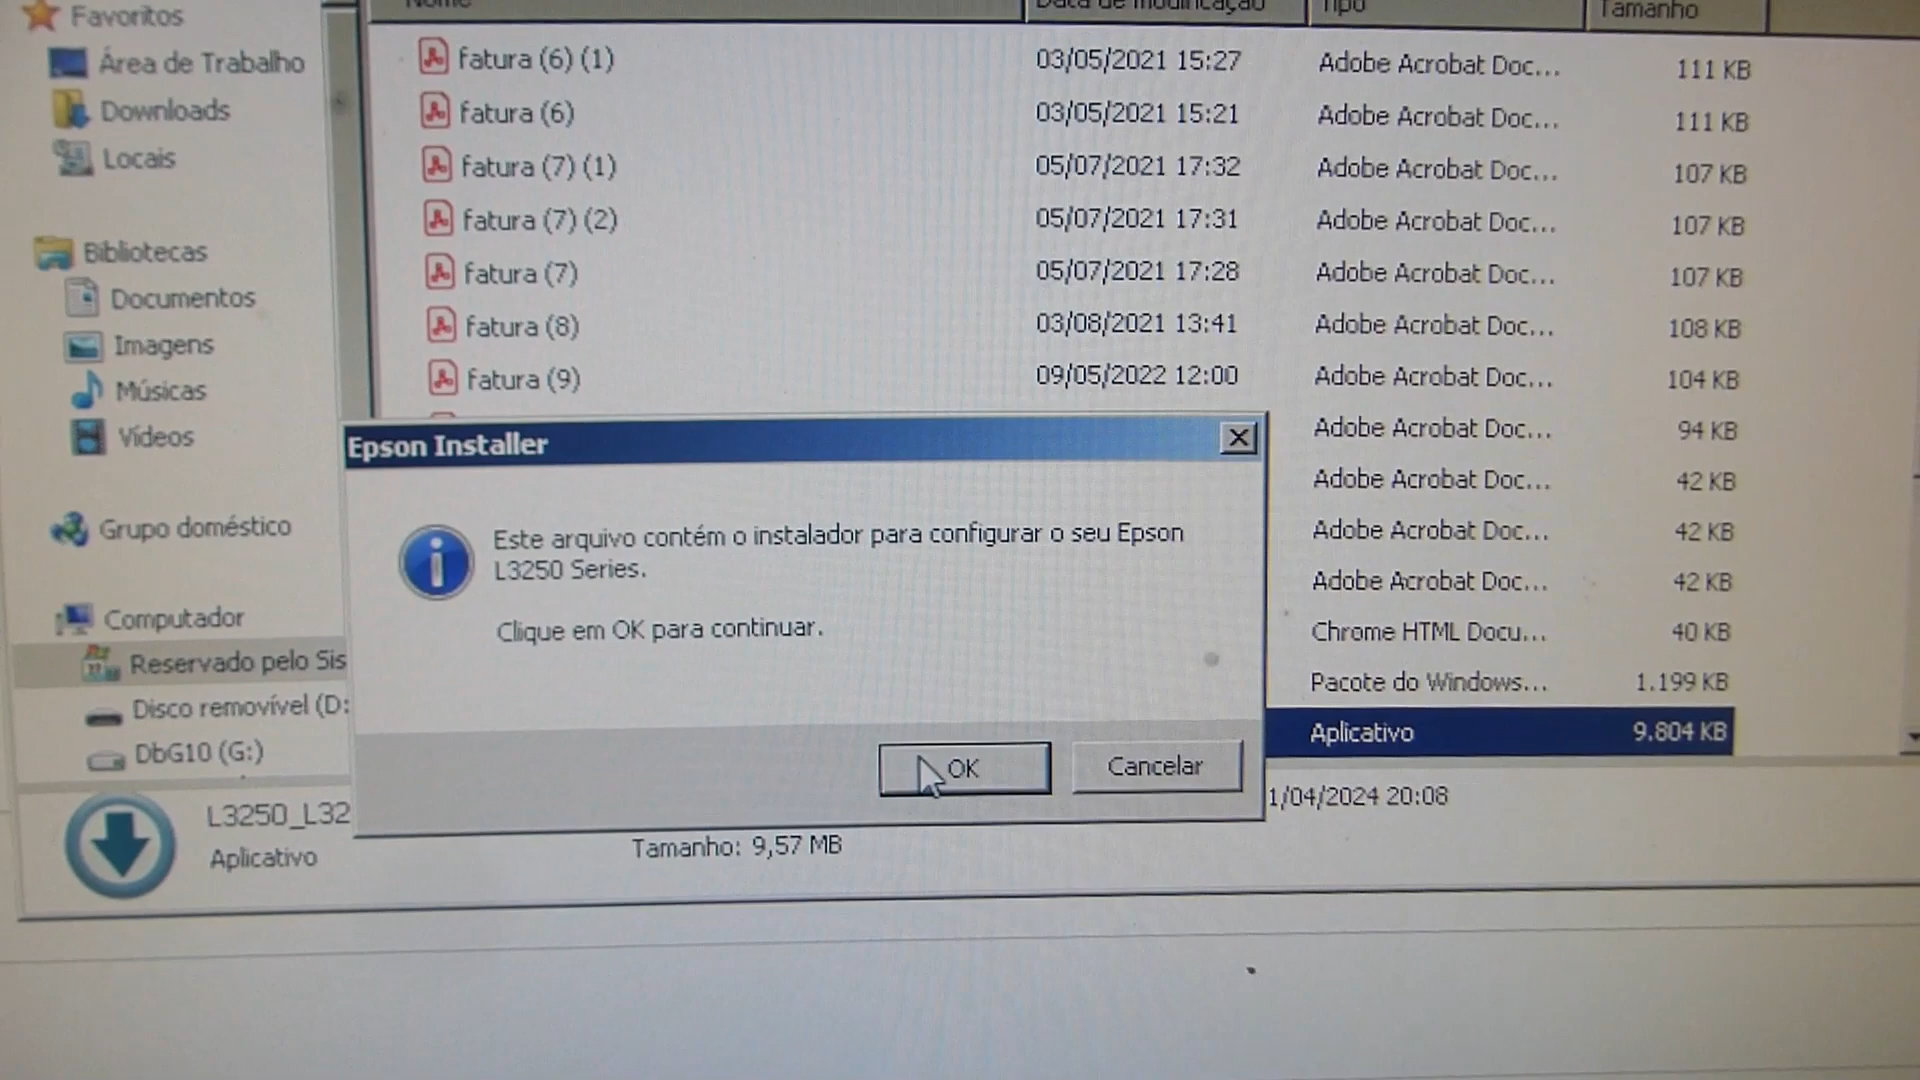 Favoritos
Área de Trabalho
Downloads
Locais
Bibliotecas
Documentos
Imagens
Músicas
Vídeos
Grupo doméstico
Computador
Reservado pelo Sis
Disco removível (D:
DbG10 (G:)
Nome Data de modificação Tipo Tamanho
fatura (6) (1) 03/05/2021 15:27 Adobe Acrobat Doc... 111 KB
fatura (6) 03/05/2021 15:21 Adobe Acrobat Doc... 111 KB
fatura (7) (1) 05/07/2021 17:32 Adobe Acrobat Doc... 107 KB
fatura (7) (2) 05/07/2021 17:31 Adobe Acrobat Doc... 107 KB
fatura (7) 05/07/2021 17:28 Adobe Acrobat Doc... 107 KB
fatura (8) 03/08/2021 13:41 Adobe Acrobat Doc... 108 KB
fatura (9) 09/05/2022 12:00 Adobe Acrobat Doc... 104 KB
Adobe Acrobat Doc... 94 KB
Adobe Acrobat Doc... 42 KB
Adobe Acrobat Doc... 42 KB
Adobe Acrobat Doc... 42 KB
Chrome HTML Docu... 40 KB
Pacote do Windows... 1.199 KB
Aplicativo 9.804 KB
Epson Installer
Este arquivo contém o instalador para configurar o seu Epson
L3250 Series.
Clique em OK para continuar.
OK Cancelar
L3250_L32 1/04/2024 20:08
Aplicativo Tamanho: 9,57 MB